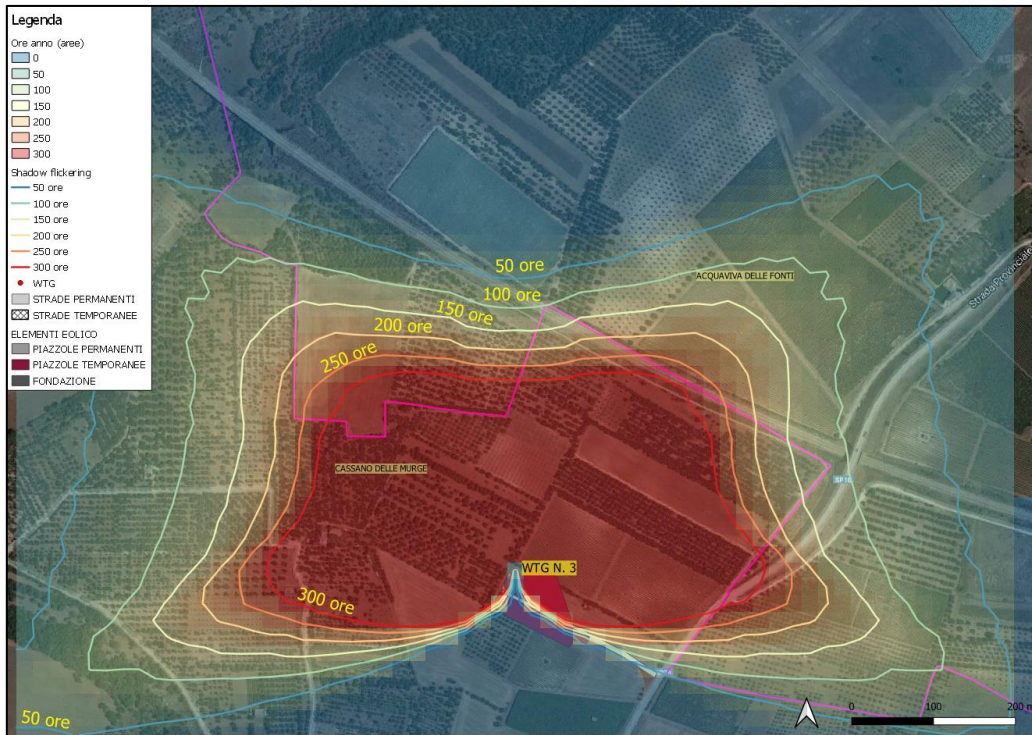 Legenda
Ore anno (aree)
0
50
100
150
200
250
300
Shadow flickering
50 ore
100 ore
150 ore
200 ore
250 ore
300 ore
WTG
STRADE PERMANENTI
STRADE TEMPORANEE
ELEMENTI EOLICO
PIAZZOLE PERMANENTI
PIAZZOLE TEMPORANEE
FONDAZIONE
50 ore
ACQUAVIVA DELLE FONTI
100 ore
Strada Provinciale
150 ore
200 ore
250 ore
CASSANO DELLE MURGE
WTG N. 3
300 ore
50 ore
0 100 200 m